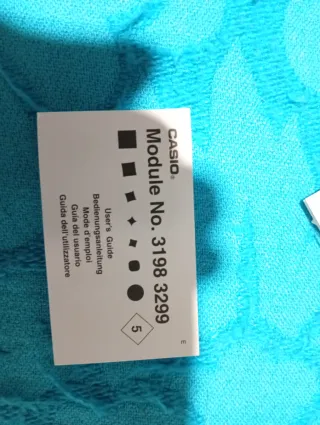 CASIO®
Module No. 3198 3299
5
User's Guide
Bedienungsanleitung
Mode d'emploi
Guía del usuario
Guida dell'utilizzatore
E